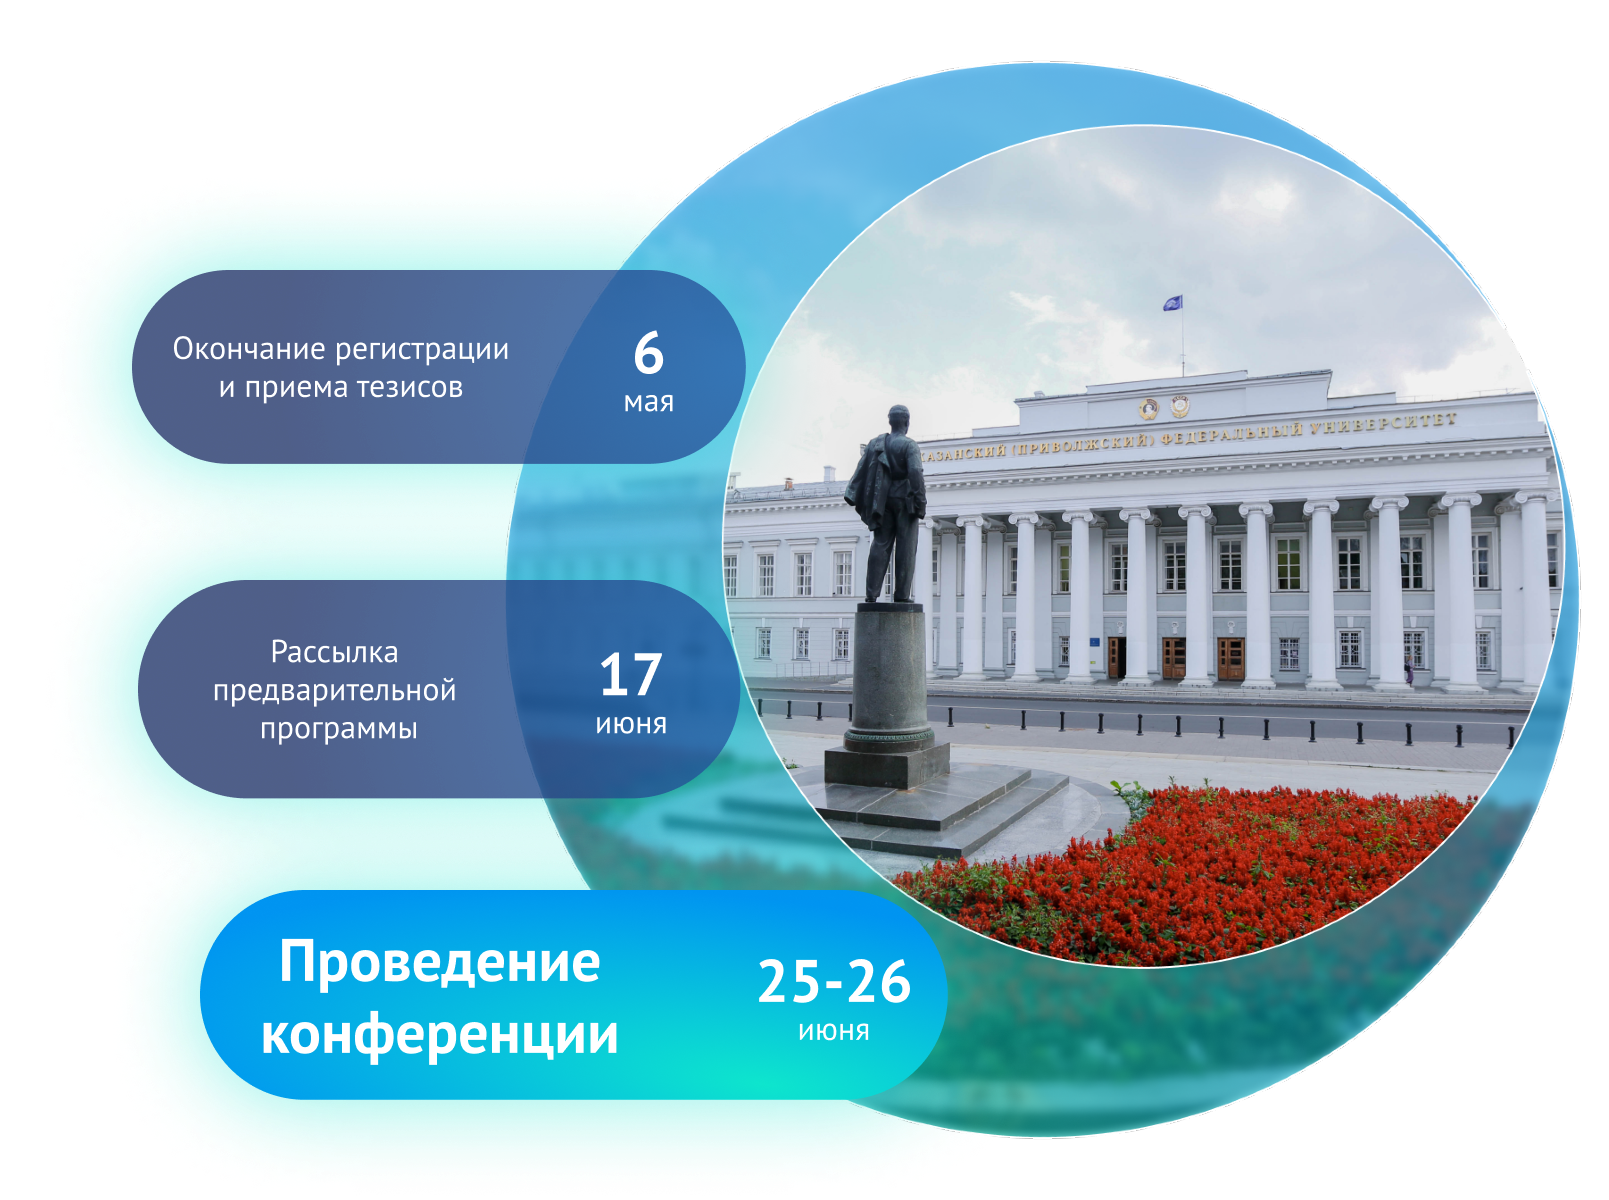 Окончание регистрации
и приема тезисов
6
мая
КАЗАНСКИЙ (ПРИВОЛЖСКИЙ) ФЕДЕРАЛЬНЫЙ УНИВЕРСИТЕТ
Рассылка
предварительной
программы
17
июня
Проведение
конференции
25-26
июня